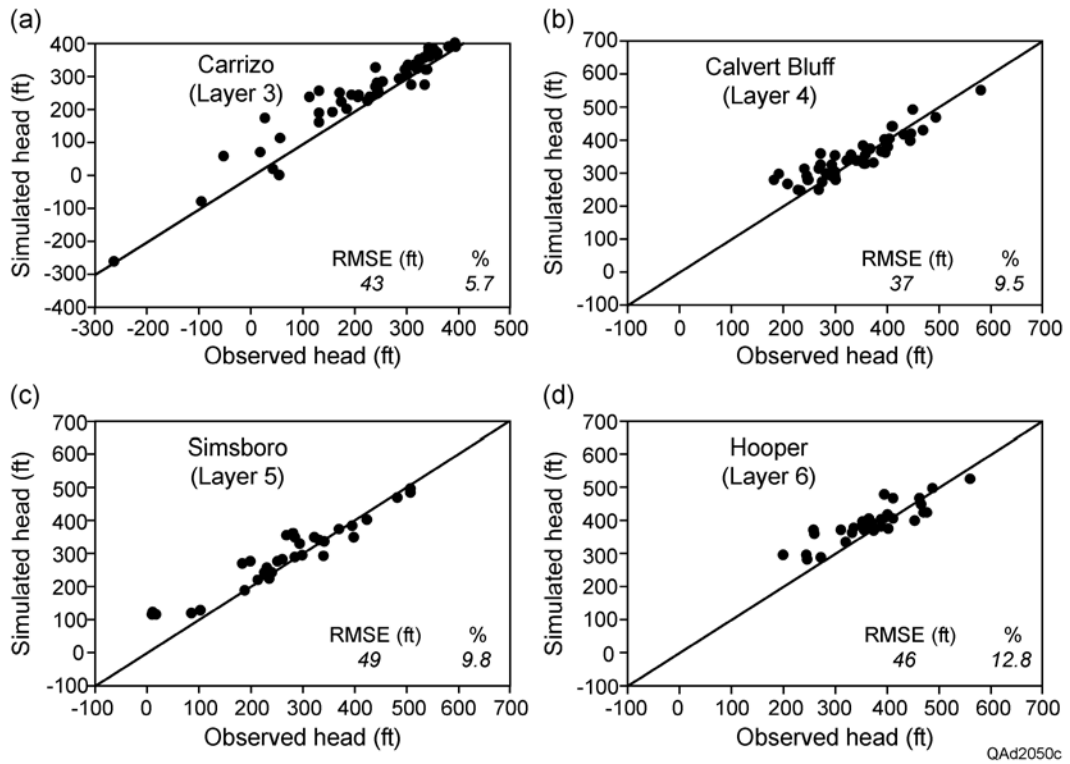 (a)
Carrizo
(Layer 3)
Simulated head (ft)
400
300
200
100
0
-100
-200
-300
400
RMSE (ft) %
43 5.7
-300 -200 -100 0 100 200 300 400 500
Observed head (ft)
(b)
Calvert Bluff
(Layer 4)
Simulated head (ft)
700
600
500
400
300
200
100
0
-100
RMSE (ft) %
37 9.5
-100 0 100 200 300 400 500 600 700
Observed head (ft)
(c)
Simsboro
(Layer 5)
Simulated head (ft)
700
600
500
400
300
200
100
0
-100
RMSE (ft) %
49 9.8
-100 0 100 200 300 400 500 600 700
Observed head (ft)
(d)
Hooper
(Layer 6)
Simulated head (ft)
700
600
500
400
300
200
100
0
-100
RMSE (ft) %
46 12.8
-100 0 100 200 300 400 500 600 700
Observed head (ft)
QAd2050c